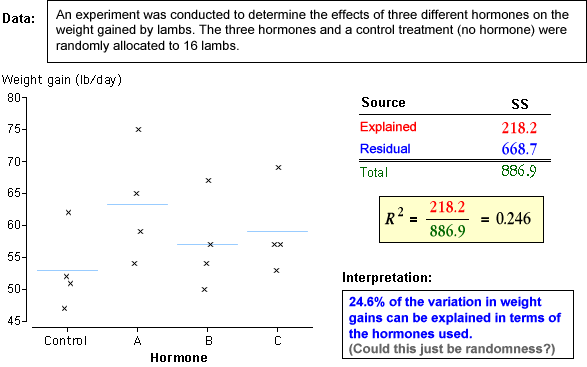 Data:
An experiment was conducted to determine the effects of three different hormones on the
weight gained by lambs. The three hormones and a control treatment (no hormone) were
randomly allocated to 16 lambs.
Weight gain (lb/day)
80
75
70
65
60
55
50
45
Control A B C
Hormone
Source SS
Explained 218.2
Residual 668.7
Total 886.9
R² = 218.2 / 886.9 = 0.246
Interpretation:
24.6% of the variation in weight
gains can be explained in terms of
the hormones used.
(Could this just be randomness?)